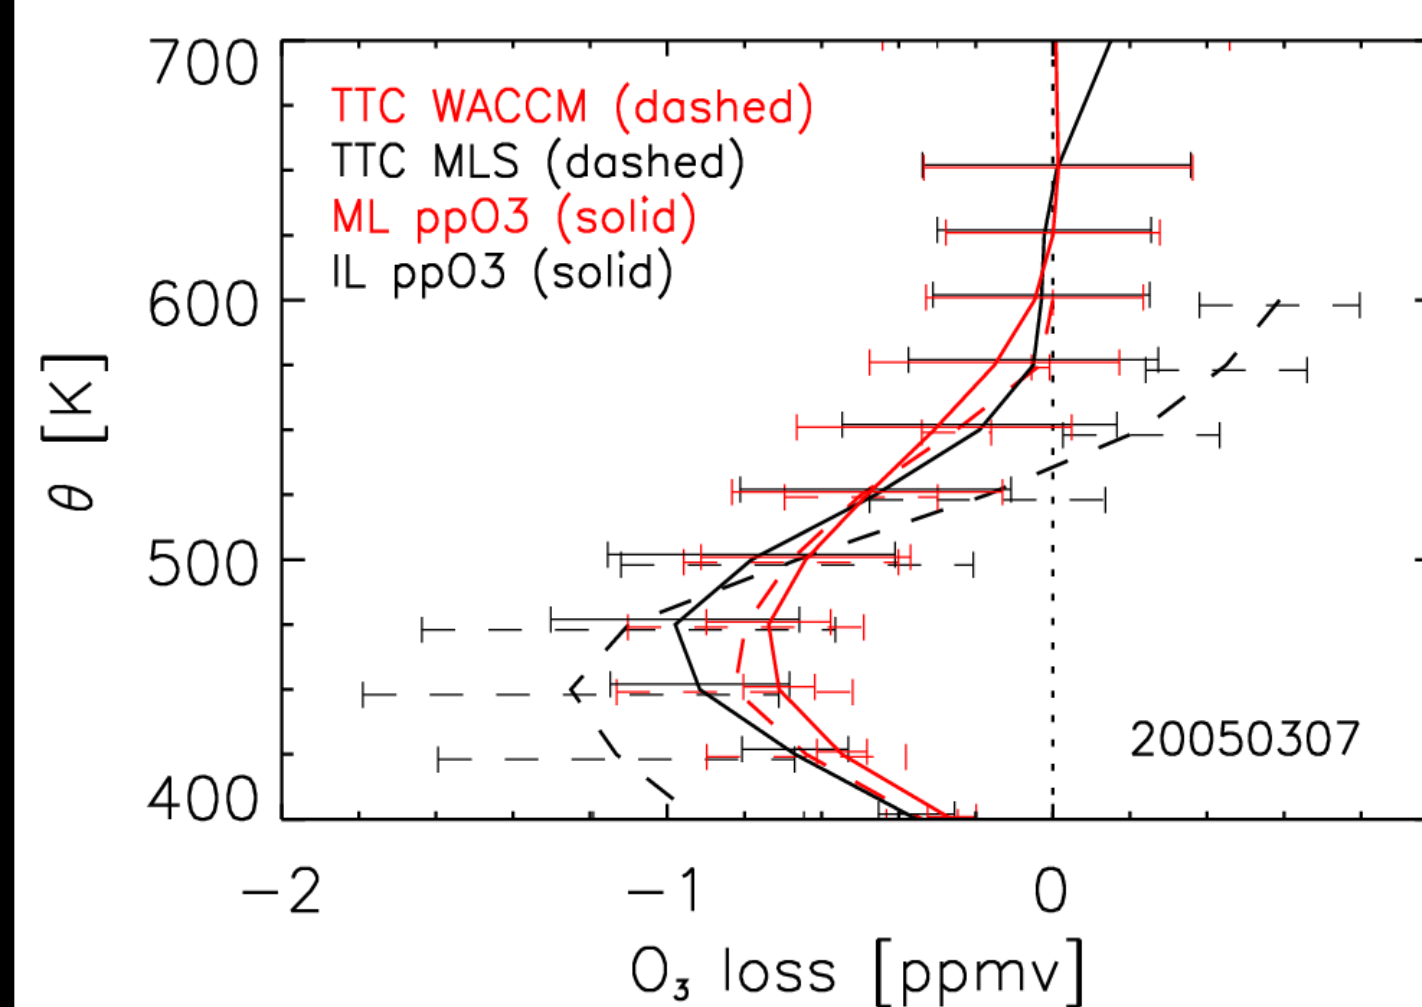 700
TTC WACCM (dashed)
TTC MLS (dashed)
ML ppO3 (solid)
IL ppO3 (solid)
600
θ [K]
500
20050307
400
−2 −1 0
O₃ loss [ppmv]